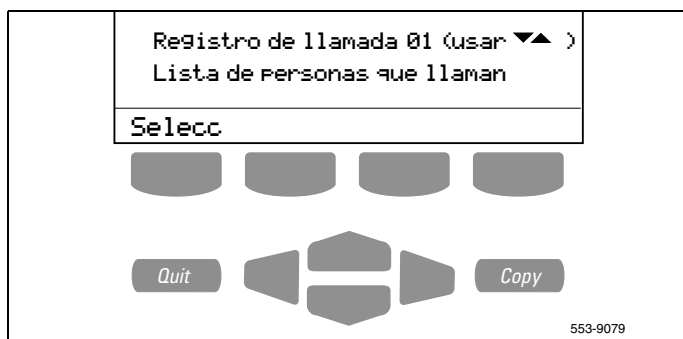 Registro de llamada 01 (usar ▼▲ )
Lista de personas que llaman
Selecc
Quit
Copy
553-9079